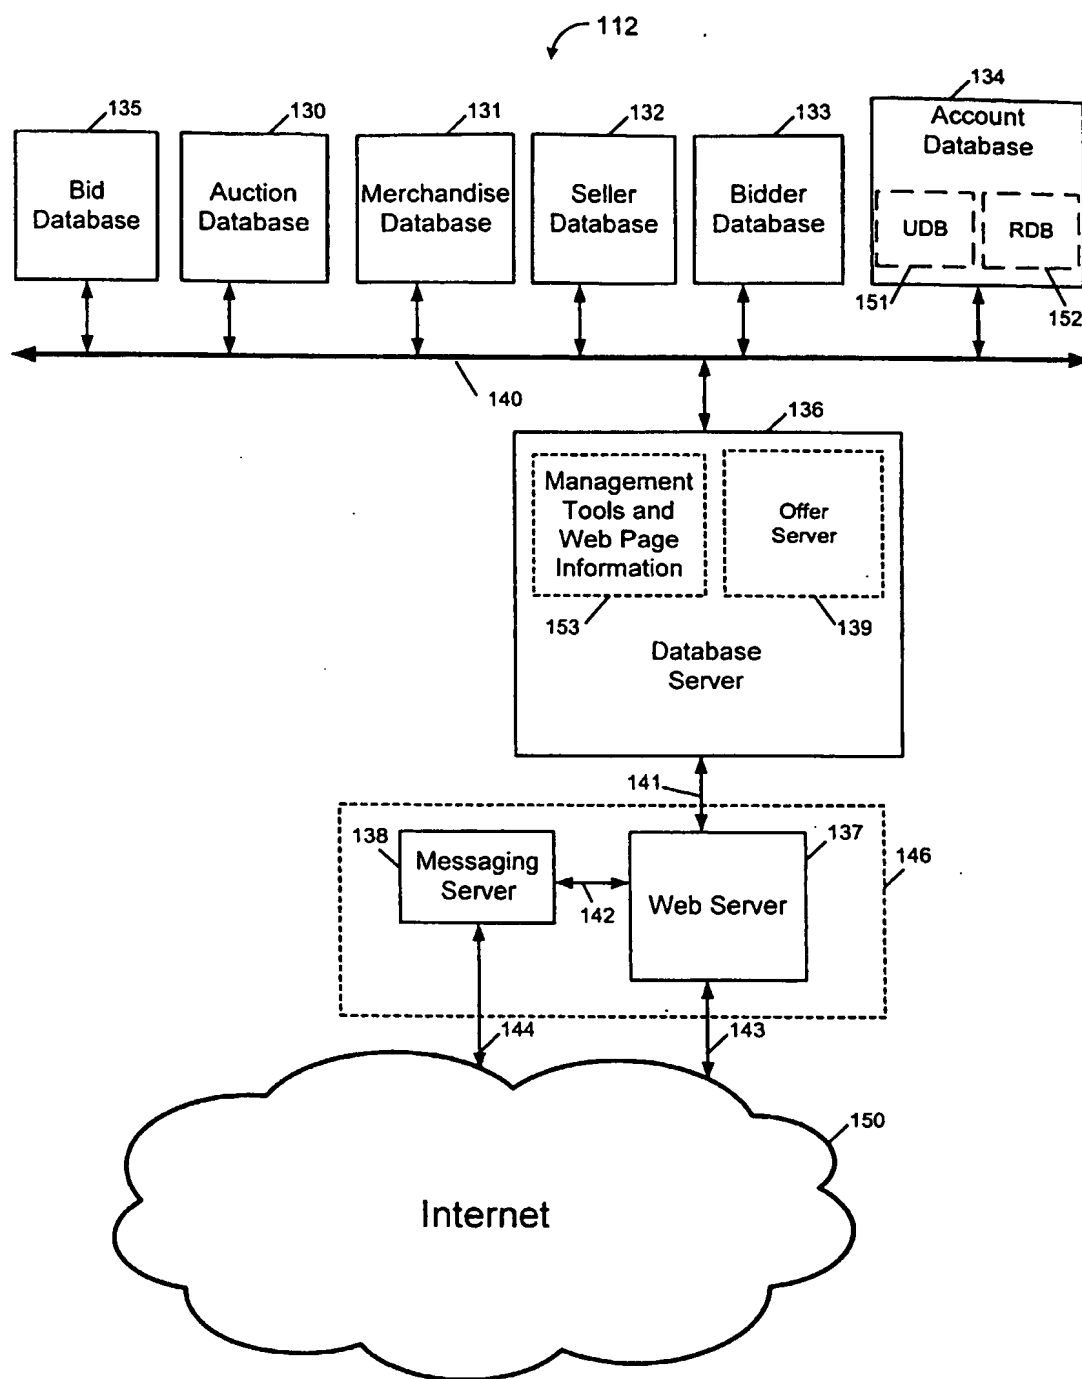 112
135
130
131
132
133
134
Bid
Database
Auction
Database
Merchandise
Database
Seller
Database
Bidder
Database
Account
Database
UDB
RDB
151
152
140
136
Management
Tools and
Web Page
Information
Offer
Server
153
139
Database
Server
141
138
Messaging
Server
142
137
Web Server
146
144
143
150
Internet